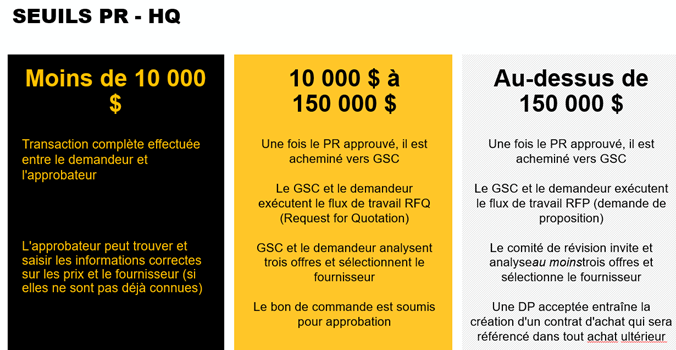 SEUILS PR - HQ
Moins de 10 000
$
Transaction complète effectuée
entre le demandeur et
l'approbateur
L'approbateur peut trouver et
saisir les informations correctes
sur les prix et le fournisseur (si
elles ne sont pas déjà connues)
10 000 $ à
150 000 $
Une fois le PR approuvé, il est
acheminé vers GSC
Le GSC et le demandeur
exécutent le flux de travail RFQ
(Request for Quotation)
GSC et le demandeur analysent
trois offres et sélectionnent le
fournisseur
Le bon de commande est soumis
pour approbation
Au-dessus de
150 000 $
Une fois le PR approuvé, il est
acheminé vers GSC
Le GSC et le demandeur exécutent
le flux de travail RFP (demande de
proposition)
Le comité de révision invite et
analyseau moinstrois offres et
sélectionne le fournisseur
Une DP acceptée entraîne la
création d'un contrat d'achat qui sera
référencé dans tout achat ultérieur